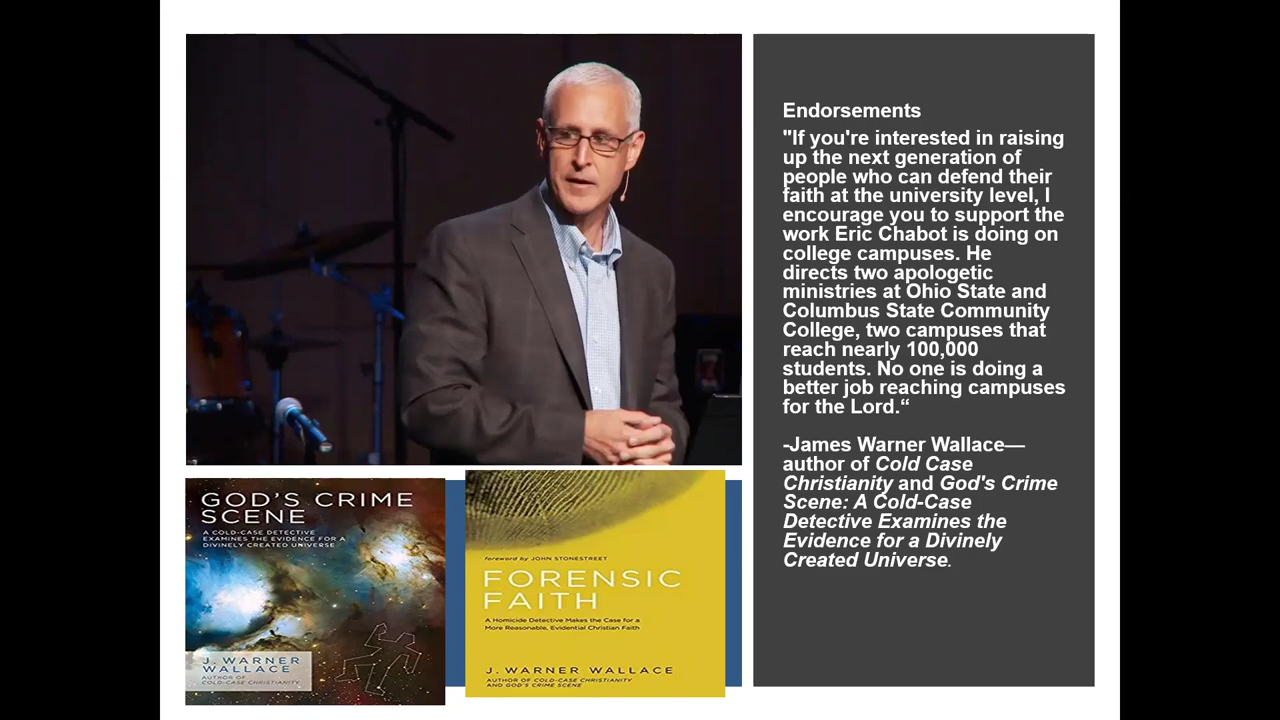 Endorsements
"If you're interested in raising
up the next generation of
people who can defend their
faith at the university level, I
encourage you to support the
work Eric Chabot is doing on
college campuses. He
directs two apologetic
ministries at Ohio State and
Columbus State Community
College, two campuses that
reach nearly 100,000
students. No one is doing a
better job reaching campuses
for the Lord.“
-James Warner Wallace—
author of Cold Case
Christianity and God's Crime
Scene: A Cold-Case
Detective Examines the
Evidence for a Divinely
Created Universe.
GOD'S CRIME
SCENE
A COLD-CASE DETECTIVE
EXAMINES THE EVIDENCE FOR A
DIVINELY CREATED UNIVERSE
J. WARNER
WALLACE
AUTHOR OF
COLD-CASE CHRISTIANITY
foreword by JOHN STONESTREET
FORENSIC
FAITH
A Homicide Detective Makes the Case for a
More Reasonable, Evidential Christian Faith
J. WARNER WALLACE
AUTHOR OF COLD-CASE CHRISTIANITY
AND GOD'S CRIME SCENE